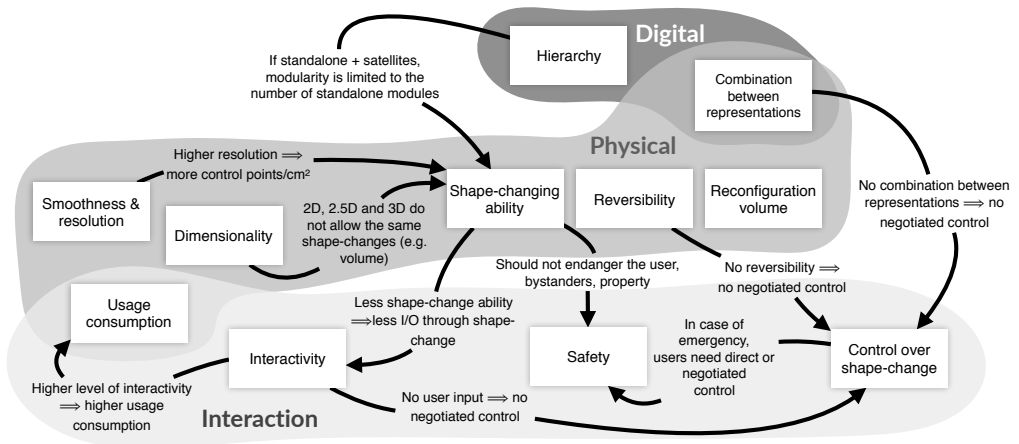 Digital
Hierarchy
If standalone + satellites,
modularity is limited to the
number of standalone modules
Combination
between
representations
Physical
Higher resolution ⟹
more control points/cm²
Smoothness &
resolution
Dimensionality
2D, 2.5D and 3D do
not allow the same
shape-changes (e.g.
volume)
Shape-changing
ability
Reversibility
Reconfiguration
volume
No combination between
representations ⟹ no
negotiated control
Should not endanger the user,
bystanders, property
No reversibility ⟹
no negotiated control
Usage
consumption
Less shape-change ability
⟹less I/O through shape-
change
Interactivity
Safety
In case of
emergency,
users need direct or
negotiated
control
Control over
shape-change
Higher level of interactivity
⟹ higher usage
consumption
No user input ⟹ no
negotiated control
Interaction